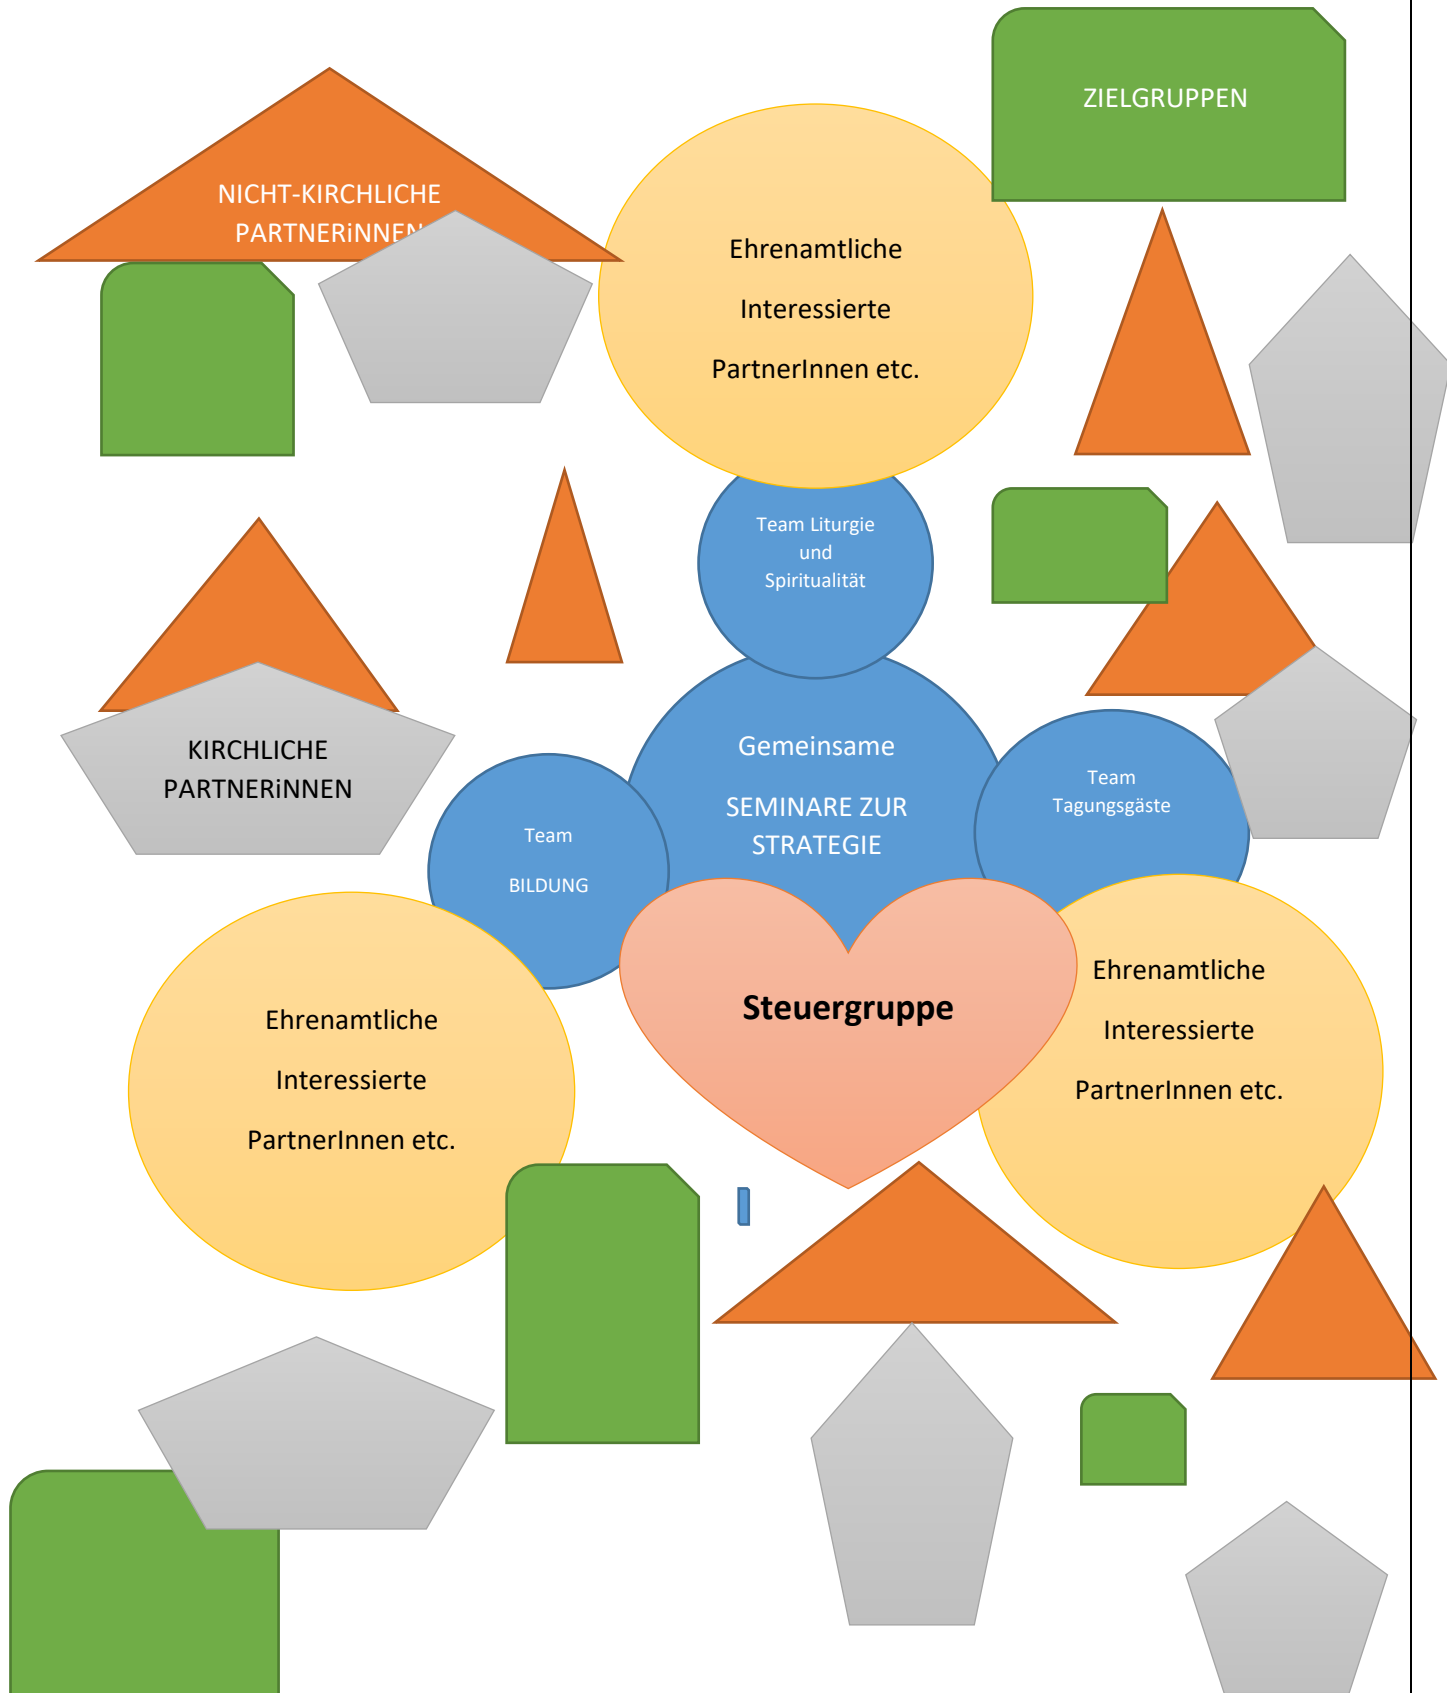 ZIELGRUPPEN
NICHT-KIRCHLICHE
PARTNERiNNEN
Ehrenamtliche
Interessierte
PartnerInnen etc.
Team Liturgie
und
Spiritualität
KIRCHLICHE
PARTNERiNNEN
Gemeinsame
SEMINARE ZUR
STRATEGIE
Team
Tagungsgäste
Team
BILDUNG
Steuergruppe
Ehrenamtliche
Interessierte
PartnerInnen etc.
Ehrenamtliche
Interessierte
PartnerInnen etc.